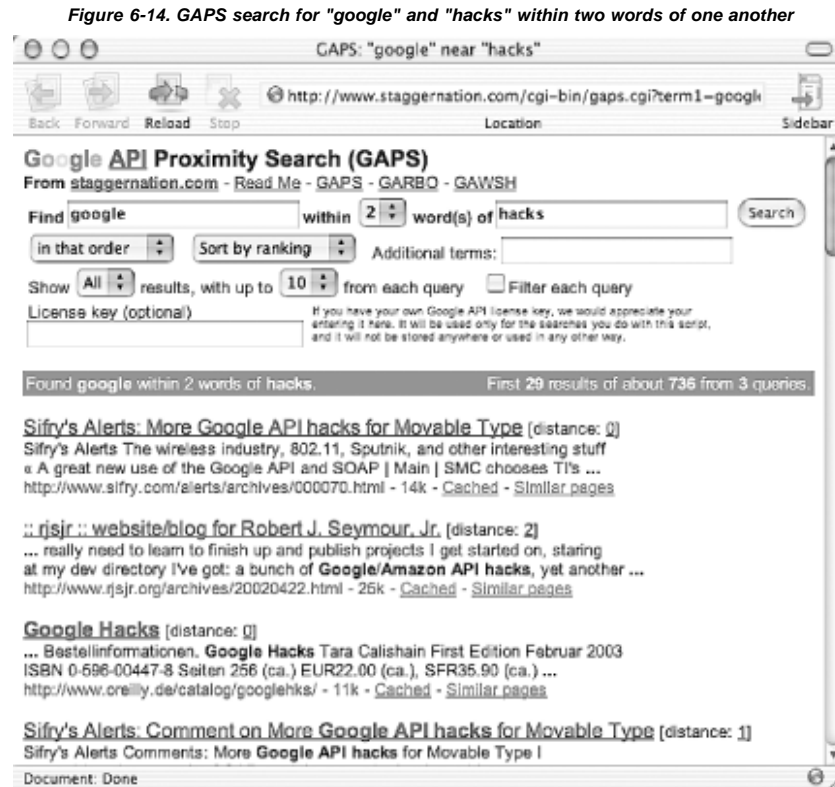 Figure 6-14. GAPS search for "google" and "hacks" within two words of one another
GAPS: "google" near "hacks"
http://www.staggernation.com/cgi-bin/gaps.cgi?term1=googl
Back Forward Reload Stop Location Sidebar
Google API Proximity Search (GAPS)
From staggernation.com - Read Me - GAPS - GARBO - GAWSH
Find google within 2 word(s) of hacks Search
in that order Sort by ranking Additional terms:
Show All results, with up to 10 from each query Filter each query
License key (optional) If you have your own Google API license key, we would appreciate your
entering it here. It will be used only for the searches you do with this script,
and it will not be stored anywhere or used in any other way.
Found google within 2 words of hacks. First 29 results of about 736 from 3 queries.
Sifry's Alerts: More Google API hacks for Movable Type [distance: 0]
Sifry's Alerts The wireless industry, 802.11, Sputnik, and other interesting stuff
« A great new use of the Google API and SOAP | Main | SMC chooses TI's ...
http://www.sifry.com/alerts/archives/000070.html - 14k - Cached - Similar pages
:: rjsjr :: website/blog for Robert J. Seymour, Jr. [distance: 2]
... really need to learn to finish up and publish projects I get started on, staring
at my dev directory I've got: a bunch of Google/Amazon API hacks, yet another ...
http://www.rjsjr.org/archives/20020422.html - 25k - Cached - Similar pages
Google Hacks [distance: 0]
... Bestellinformationen. Google Hacks Tara Calishain First Edition Februar 2003
ISBN 0-596-00447-8 Seiten 256 (ca.) EUR22.00 (ca.), SFR35.90 (ca.) ...
http://www.oreilly.de/catalog/googlehks/ - 11k - Cached - Similar pages
Sifry's Alerts: Comment on More Google API hacks for Movable Type [distance: 1]
Sifry's Alerts Comments: More Google API hacks for Movable Type I
Document: Done